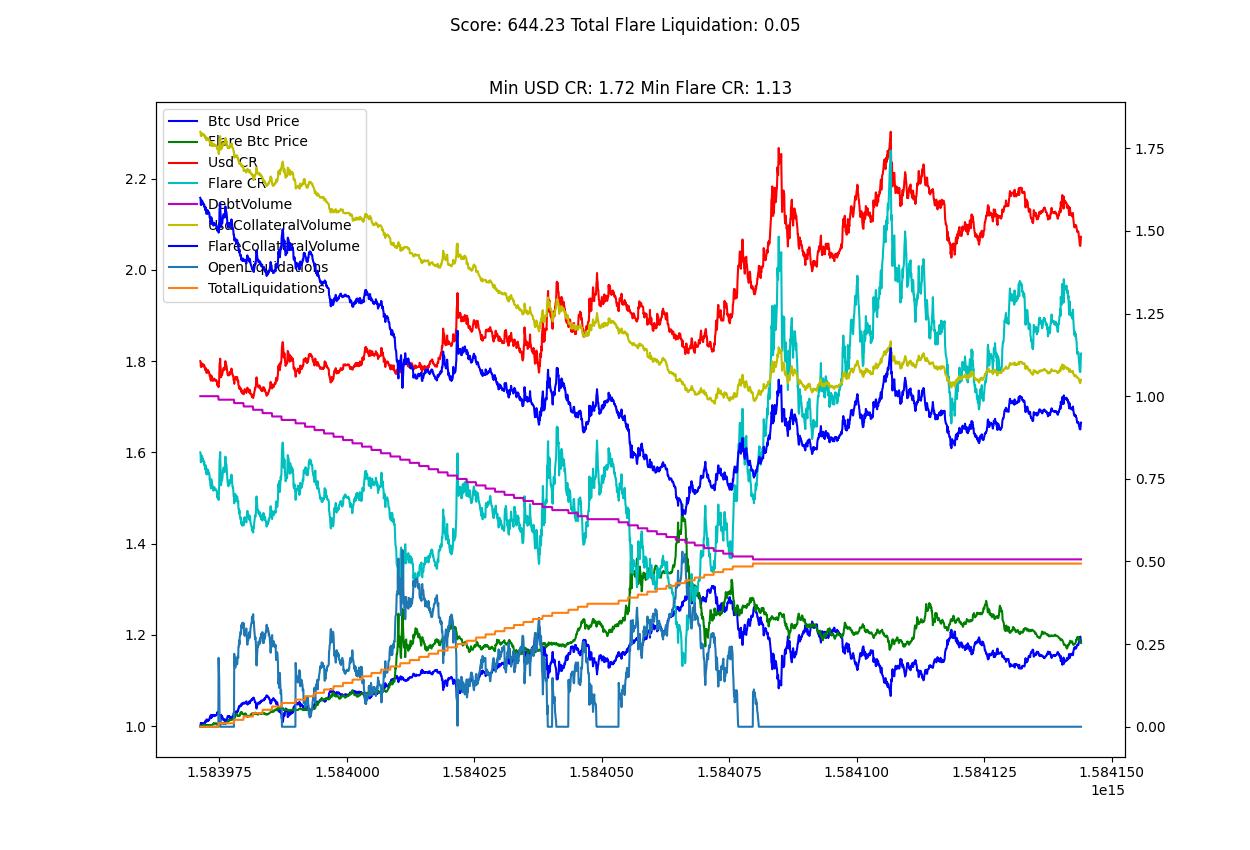 Score: 644.23 Total Flare Liquidation: 0.05
Min USD CR: 1.72 Min Flare CR: 1.13
Btc Usd Price
Flare Btc Price
Usd CR
Flare CR
DebtVolume
UsdCollateralVolume
FlareCollateralVolume
OpenLiquidations
TotalLiquidations
2.2
2.0
1.8
1.6
1.4
1.2
1.0
1.75
1.50
1.25
1.00
0.75
0.50
0.25
0.00
1.583975 1.584000 1.584025 1.584050 1.584075 1.584100 1.584125 1.584150
1e15